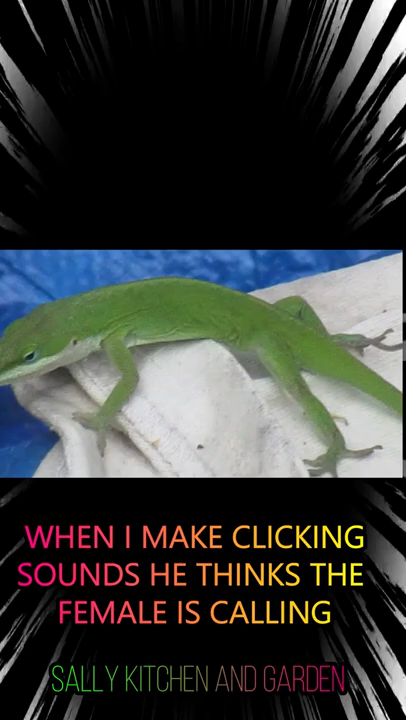 WHEN I MAKE CLICKING
SOUNDS HE THINKS THE
FEMALE IS CALLING
SALLY KITCHEN AND GARDEN